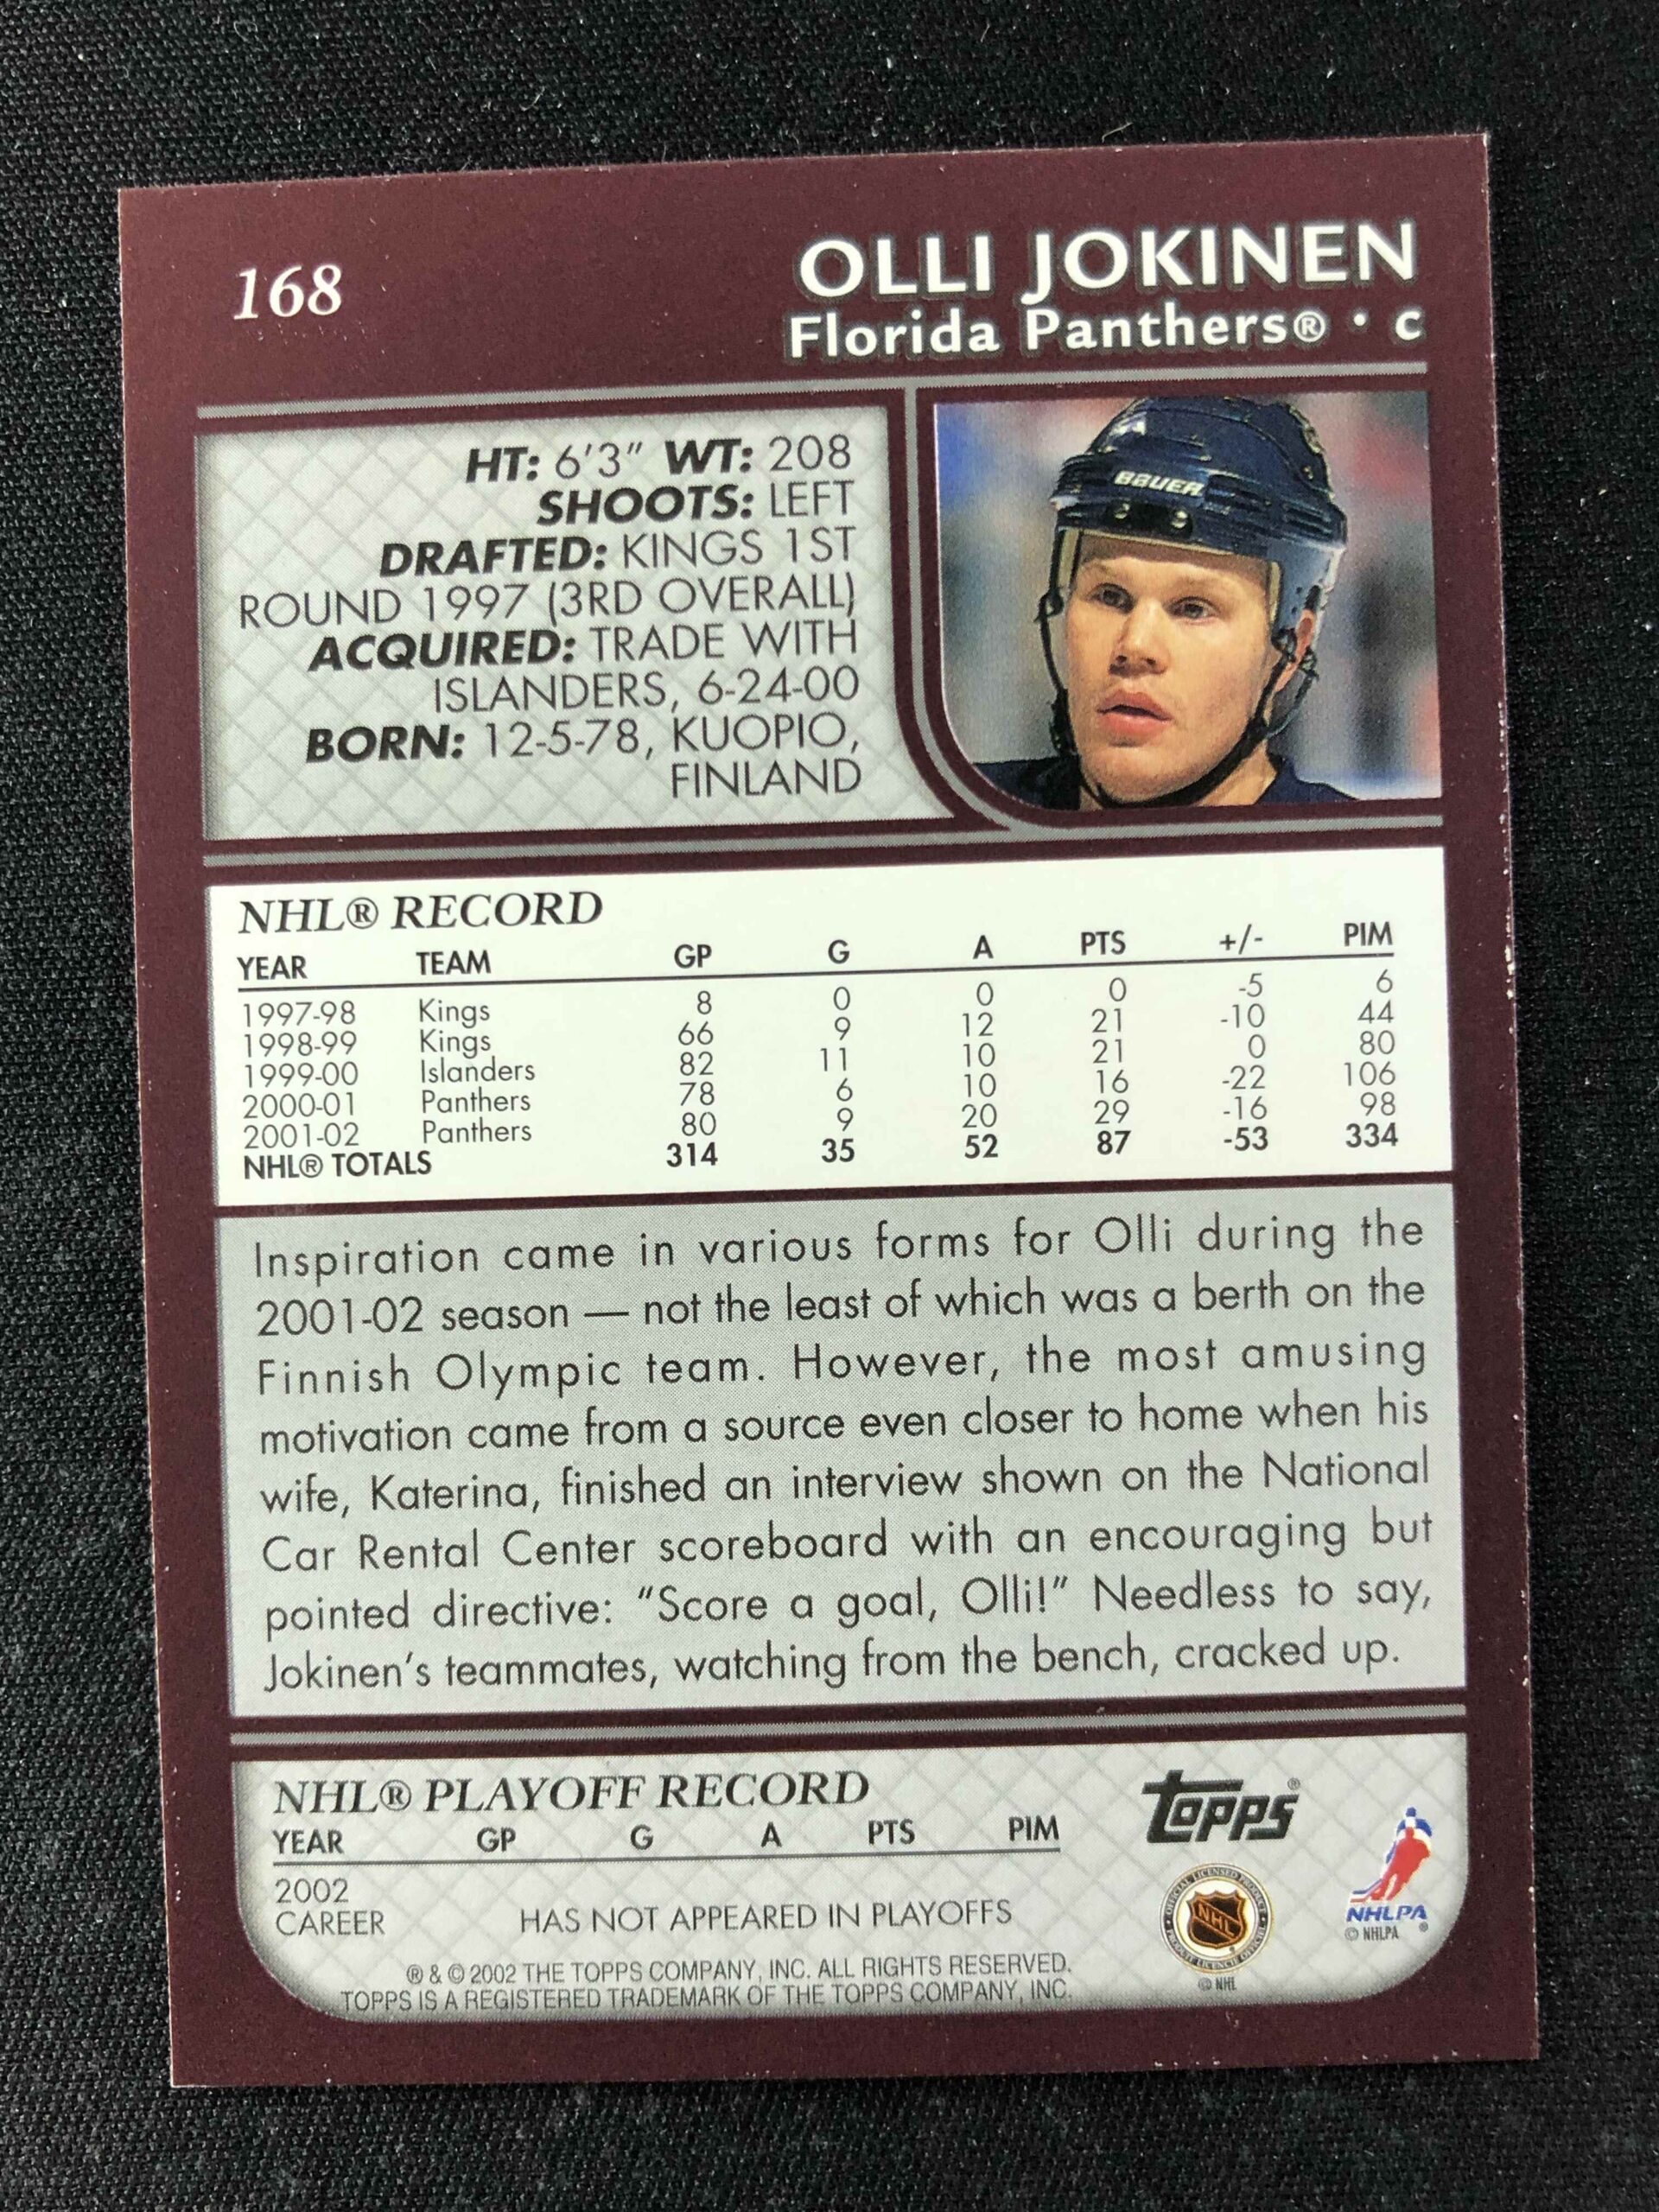 168
OLLI JOKINEN
Florida Panthers® • C
HT: 6'3" WT: 208
SHOOTS: LEFT
DRAFTED: KINGS 1ST
ROUND 1997 (3RD OVERALL)
ACQUIRED: TRADE WITH
ISLANDERS, 6-24-00
BORN: 12-5-78, KUOPIO,
FINLAND
BAUER
NHL® RECORD
YEAR TEAM GP G A PTS +/- PIM
1997-98 Kings 8 0 0 0 -5 6
1998-99 Kings 66 9 12 21 -10 44
1999-00 Islanders 82 11 10 21 0 80
2000-01 Panthers 78 6 10 16 -22 106
2001-02 Panthers 80 9 20 29 -16 98
NHL® TOTALS 314 35 52 87 -53 334
Inspiration came in various forms for Olli during the
2001-02 season — not the least of which was a berth on the
Finnish Olympic team. However, the most amusing
motivation came from a source even closer to home when his
wife, Katerina, finished an interview shown on the National
Car Rental Center scoreboard with an encouraging but
pointed directive: "Score a goal, Olli!" Needless to say,
Jokinen's teammates, watching from the bench, cracked up.
NHL® PLAYOFF RECORD
YEAR GP G A PTS PIM
2002
CAREER HAS NOT APPEARED IN PLAYOFFS
® & © 2002 THE TOPPS COMPANY, INC. ALL RIGHTS RESERVED.
TOPPS IS A REGISTERED TRADEMARK OF THE TOPPS COMPANY, INC.
Topps®
OFFICIAL LICENSED PRODUCT
NHL
© NHL
NHLPA®
© NHLPA